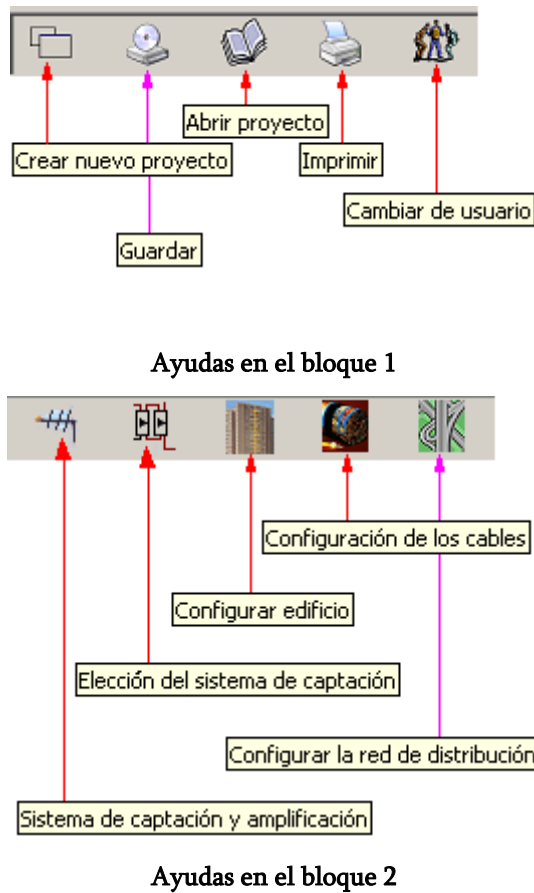 Abrir proyecto
Crear nuevo proyecto
Imprimir
Cambiar de usuario
Guardar
Ayudas en el bloque 1
Configuración de los cables
Configurar edificio
Elección del sistema de captación
Configurar la red de distribución
Sistema de captación y amplificación
Ayudas en el bloque 2